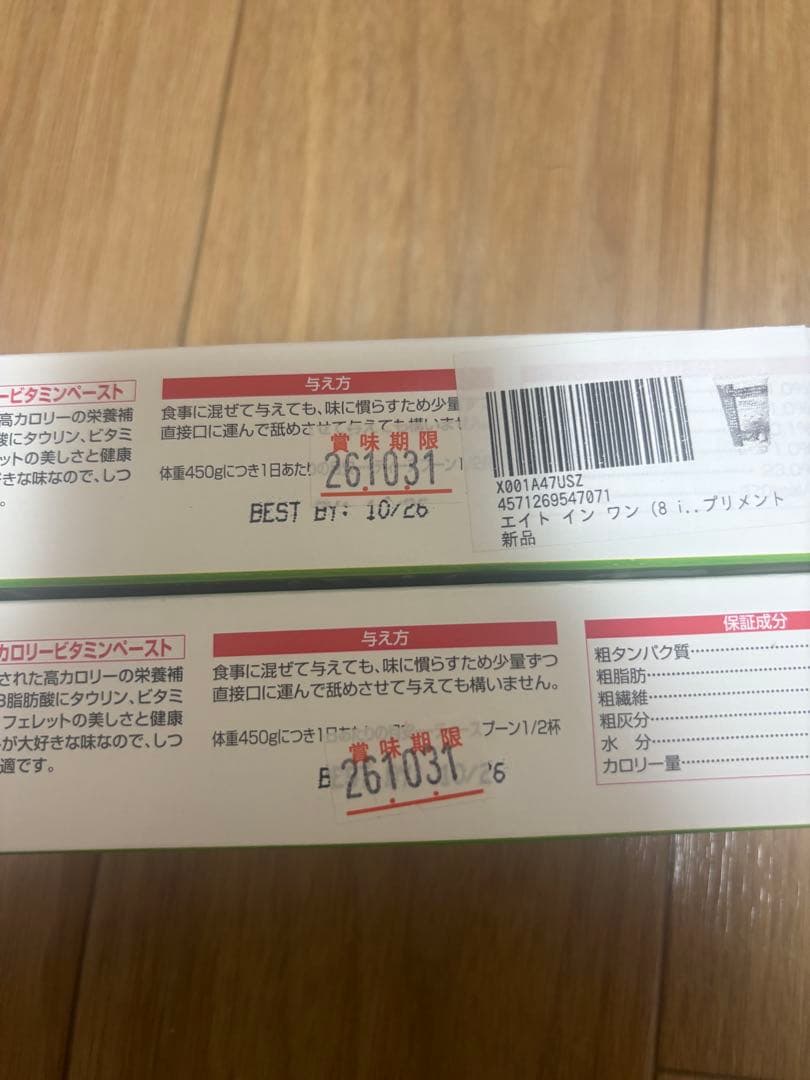 ービタミンペースト
高カロリーの栄養補
酸にタウリン、ビタミ
ットの美しさと健康
好きな味なので、しつ
。
与え方
食事に混ぜて与えても、味に慣らすため少量
直接口に運んで舐めさせて与えても構いませ
体重450gにつき1日あた
賞味期限
261031
BEST BY: 10/26
X001A47USZ
4571269547071
エイト イン ワン (8 i..プリメント
新品
カロリービタミンペースト
された高カロリーの栄養補
3脂肪酸にタウリン、ビタミ
フェレットの美しさと健康
が大好きな味なので、しつ
適です。
与え方
食事に混ぜて与えても、味に慣らすため少量ずつ
直接口に運んで舐めさせて与えても構いません。
体重450gにつき1日あたりの目安…ティースプーン1/2杯
賞味期限
261031
保証成分
粗タンパク質
粗脂肪
粗繊維
粗灰分
水分
カロリー量